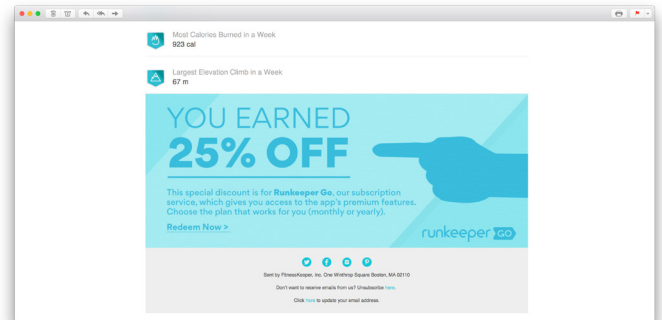 Most Calories Burned in a Week
923 cal
Largest Elevation Climb in a Week
67 m
YOU EARNED
25% OFF
This special discount is for Runkeeper Go, our subscription
service, which gives you access to the app's premium features.
Choose the plan that works for you (monthly or yearly).
Redeem Now >
runkeeper GO
Sent by FitnessKeeper, Inc. One Winthrop Square Boston, MA 02110
Don't want to receive emails from us? Unsubscribe here.
Click here to update your email address.